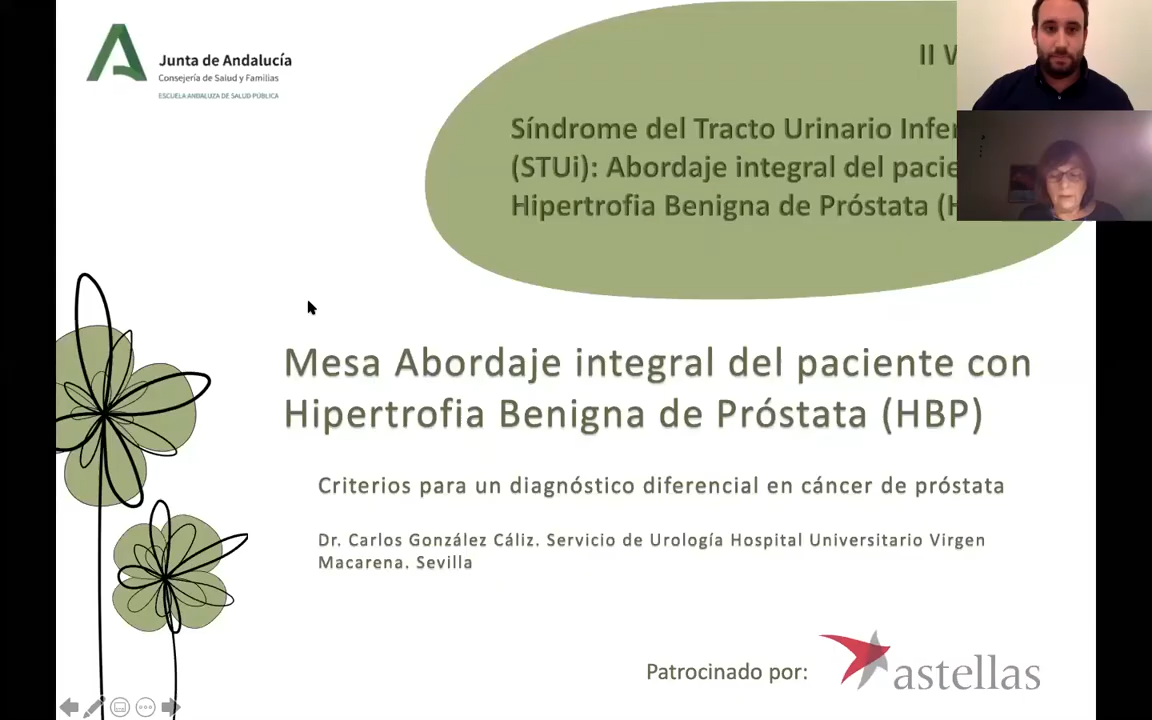 Junta de Andalucía
Consejería de Salud y Familias
ESCUELA ANDALUZA DE SALUD PÚBLICA
II
Síndrome del Tracto Urinario
(STUi): Abordaje integral del
Hipertrofia Benigna de Próstata
Mesa Abordaje integral del paciente con
Hipertrofia Benigna de Próstata (HBP)
Criterios para un diagnóstico diferencial en cáncer de próstata
Dr. Carlos González Cáliz. Servicio de Urología Hospital Universitario Virgen
Macarena. Sevilla
Patrocinado por:
astellas